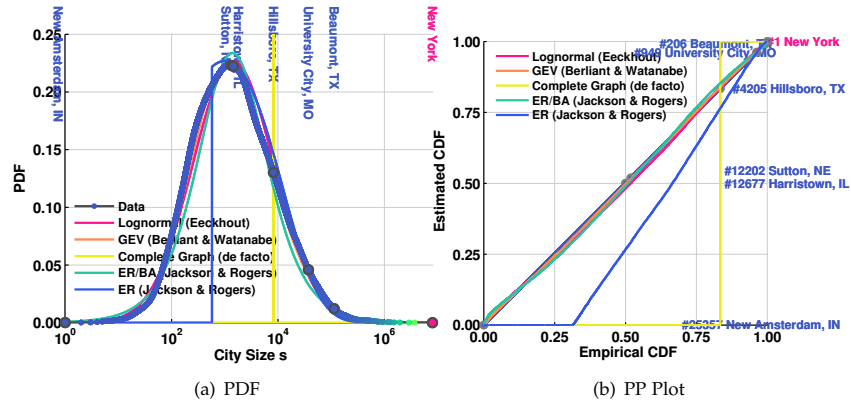 New Amsterdam, IN
Sutton, NE
Harristown, IL
Hillsboro, TX
University City, MO
Beaumont, TX
New York
0.25
0.20
0.15
0.10
0.05
0.00
PDF
Data
Lognormal (Eeckhout)
GEV (Berliant & Watanabe)
Complete Graph (de facto)
ER/BA (Jackson & Rogers)
ER (Jackson & Rogers)
10^0 10^2 10^4 10^6
City Size s
(a) PDF
#206 Beaumont, TX
#1 New York
#949 University City, MO
#4205 Hillsboro, TX
#12202 Sutton, NE
#12677 Harristown, IL
#25357 New Amsterdam, IN
Lognormal (Eeckhout)
GEV (Berliant & Watanabe)
Complete Graph (de facto)
ER/BA (Jackson & Rogers)
ER (Jackson & Rogers)
1.00
0.75
0.50
0.25
0.00
Estimated CDF
0.00 0.25 0.50 0.75 1.00
Empirical CDF
(b) PP Plot